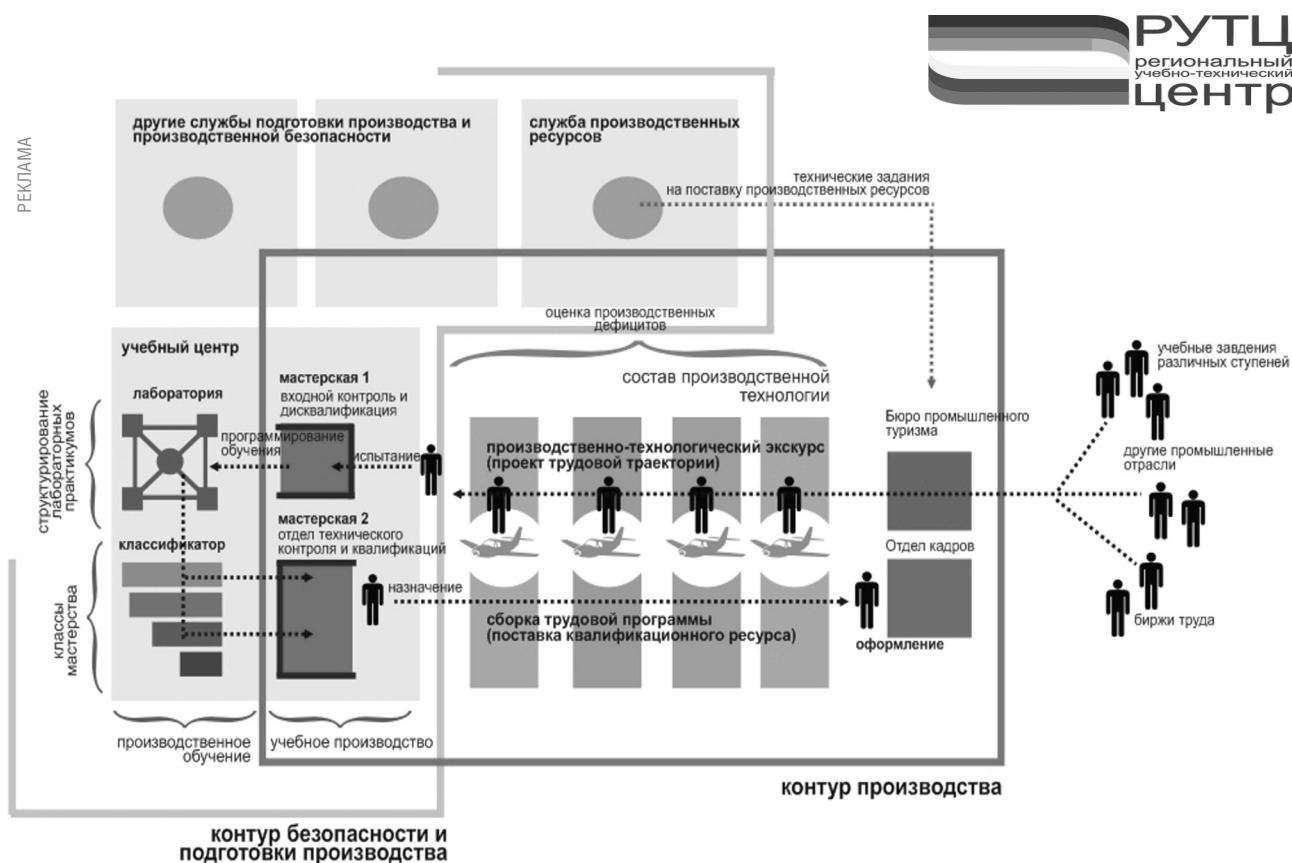 РУТЦ
региональный
учебно-технический
центр
РЕКЛАМА
другие службы подготовки производства и
производственной безопасности
служба производственных
ресурсов
технические задания
на поставку производственных ресурсов
оценка производственных
дефицитов
учебный центр
лаборатория
мастерская 1
входной контроль и
дисквалификация
состав производственной
технологии
учебные завдения
различных ступеней
Бюро промышленного
туризма
структурирование
лабораторных
практикумов
программирование
обучения
испытание
производственно-технологический экскурс
(проект трудовой траектории)
другие промышленные
отрасли
мастерская 2
отдел технического
контроля и квалификаций
классификатор
Отдел кадров
классы
мастерства
назначение
сборка трудовой программы
(поставка квалификационного ресурса)
оформление
биржи труда
производственное
обучение
учебное производство
контур производства
контур безопасности и
подготовки производства